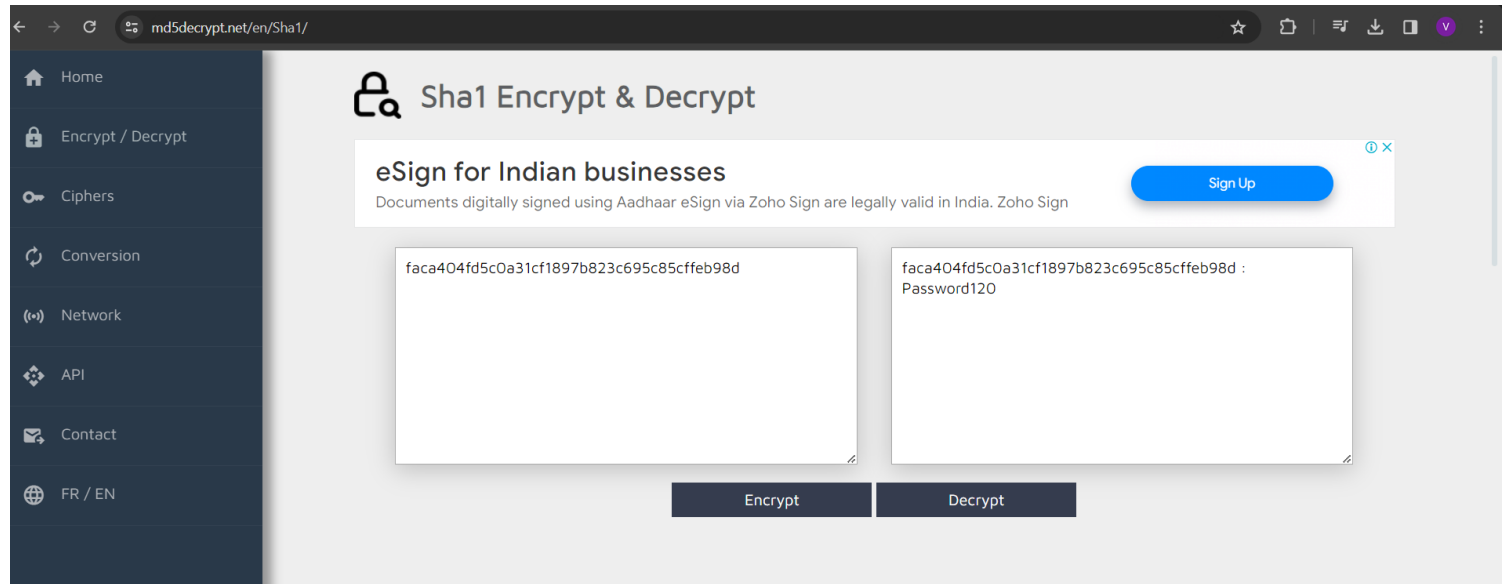 md5decrypt.net/en/Sha1/
V
Home
Encrypt / Decrypt
Ciphers
Conversion
Network
API
Contact
FR / EN
Sha1 Encrypt & Decrypt
eSign for Indian businesses
Documents digitally signed using Aadhaar eSign via Zoho Sign are legally valid in India. Zoho Sign
Sign Up
faca404fd5c0a31cf1897b823c695c85cffeb98d
faca404fd5c0a31cf1897b823c695c85cffeb98d :
Password120
Encrypt
Decrypt